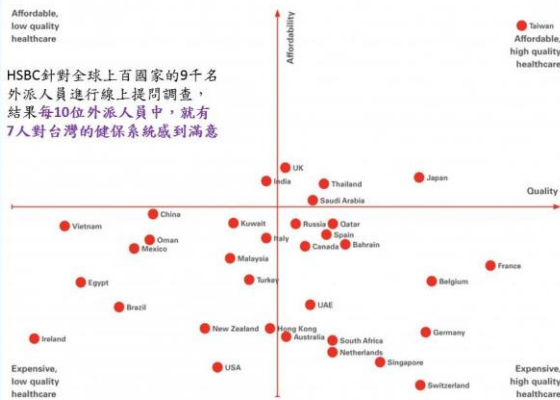 Affordable,
low quality
healthcare
Affordability
Taiwan
Affordable,
high quality
healthcare
HSBC針對全球上百國家的9千名
外派人員進行線上提問調查，
結果每10位外派人員中，就有
7人對台灣的健保系統感到滿意
UK
India
Thailand
Japan
Quality
Saudi Arabia
China
Vietnam
Kuwait
Russia
Qatar
Oman
Italy
Spain
Mexico
Canada
Bahrain
Malaysia
France
Egypt
Turkey
Belgium
Brazil
UAE
New Zealand
Hong Kong
Germany
Ireland
Australia
South Africa
Netherlands
Singapore
USA
Switzerland
Expensive,
low quality
healthcare
Expensive,
high quality
healthcare